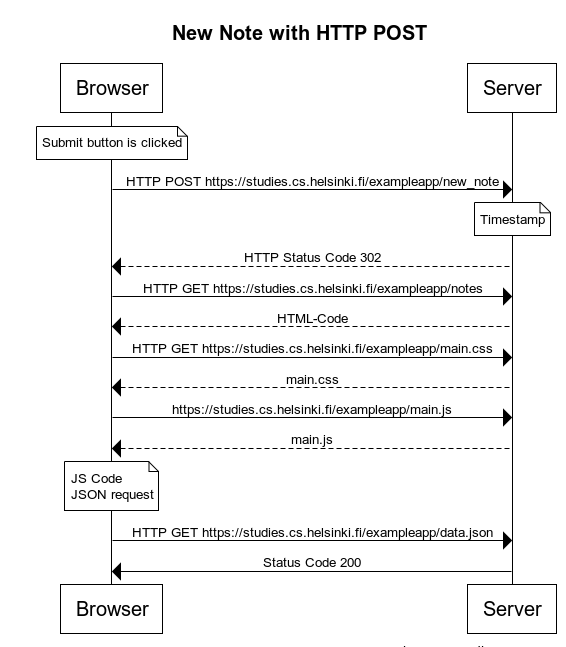 New Note with HTTP POST
Browser
Server
Submit button is clicked
HTTP POST https://studies.cs.helsinki.fi/exampleapp/new_note
Timestamp
HTTP Status Code 302
HTTP GET https://studies.cs.helsinki.fi/exampleapp/notes
HTML-Code
HTTP GET https://studies.cs.helsinki.fi/exampleapp/main.css
main.css
https://studies.cs.helsinki.fi/exampleapp/main.js
main.js
JS Code
JSON request
HTTP GET https://studies.cs.helsinki.fi/exampleapp/data.json
Status Code 200
Browser
Server